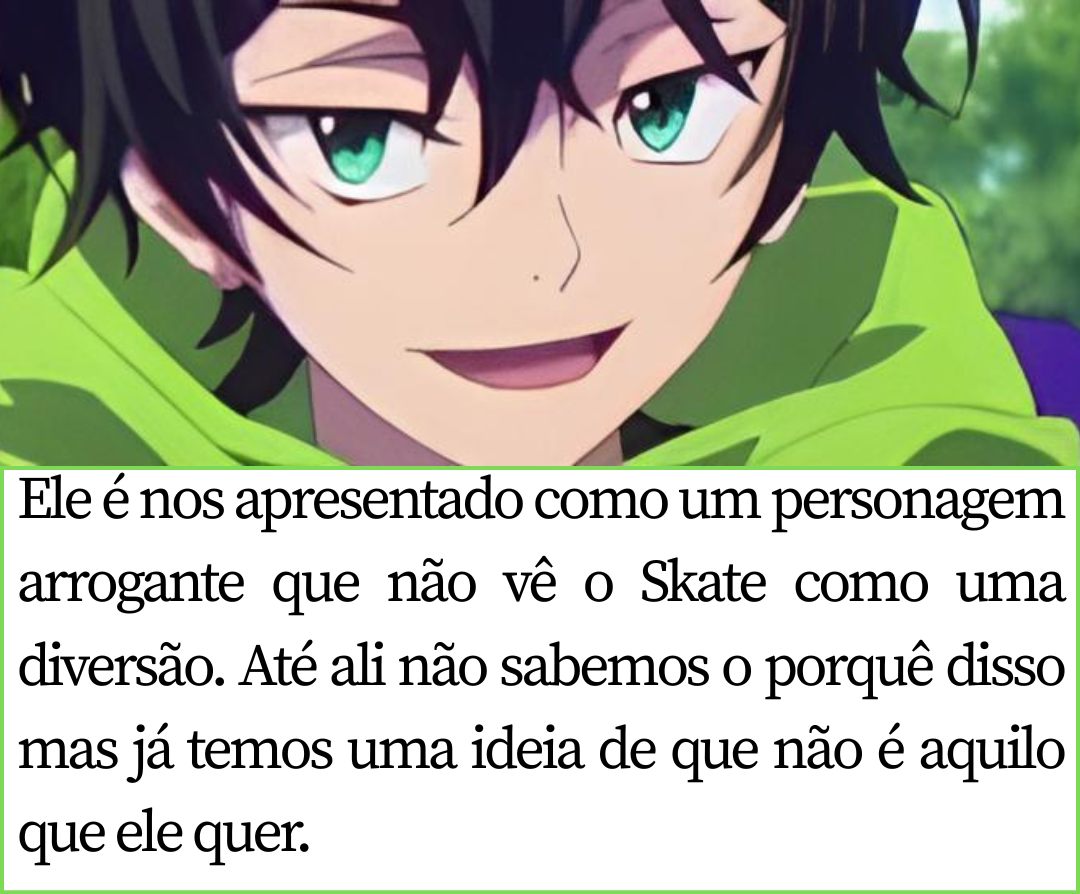 Ele é nos apresentado como um personagem
arrogante que não vê o Skate como uma
diversão. Até ali não sabemos o porquê disso
mas já temos uma ideia de que não é aquilo
que ele quer.